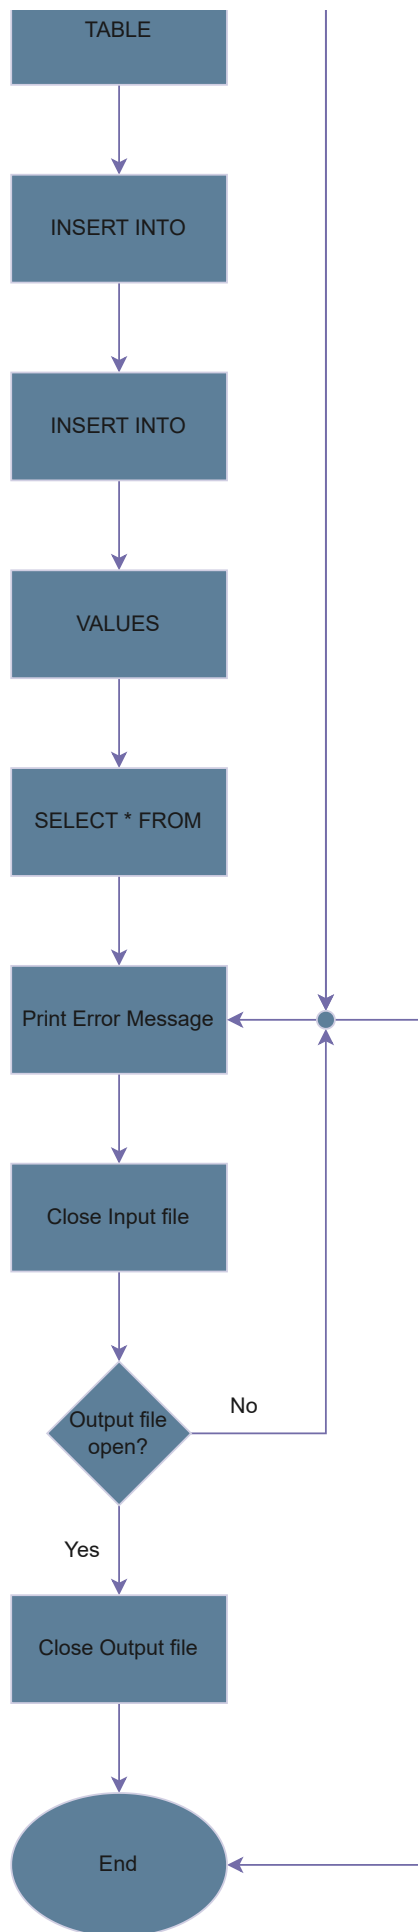 TABLE
INSERT INTO
INSERT INTO
VALUES
SELECT * FROM
Print Error Message
Close Input file
Output file
open?
No
Yes
Close Output file
End